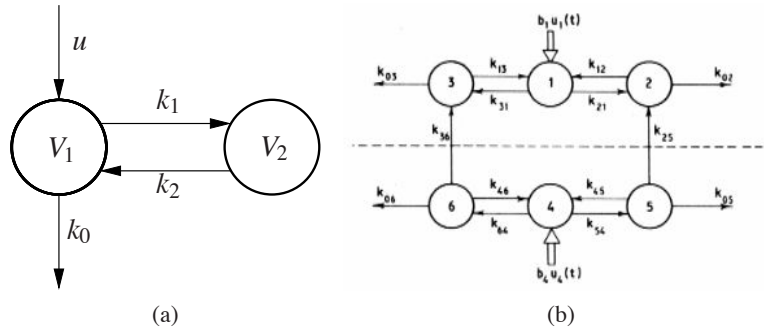 u
k₁
V₁
V₂
k₂
k₀
(a)
b₁u₁(t)
k₀₃
3
k₁₃
1
k₁₂
2
k₀₂
k₃₁
k₂₁
k₃₆
k₂₅
k₀₆
6
k₄₆
4
k₄₅
5
k₀₅
k₆₄
k₅₄
b₄u₄(t)
(b)